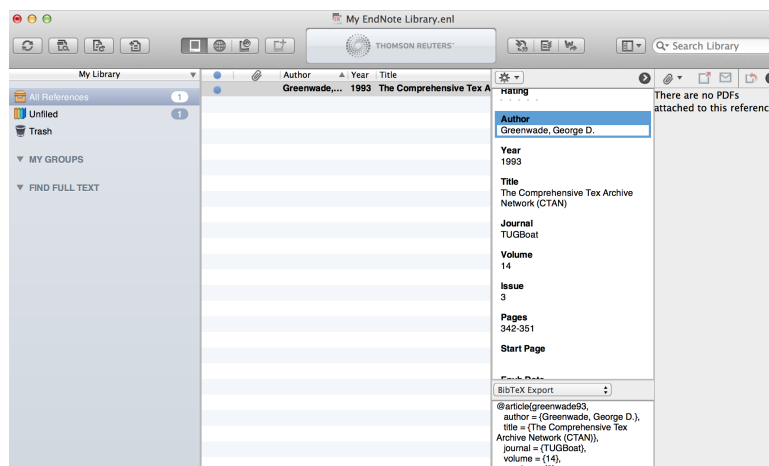 My EndNote Library.enl
THOMSON REUTERS™
Search Library
My Library
All References 1
Unfiled 1
Trash
MY GROUPS
FIND FULL TEXT
Author Year Title
Greenwade,... 1993 The Comprehensive Tex A
Rating
Author
Greenwade, George D.
Year
1993
Title
The Comprehensive Tex Archive
Network (CTAN)
Journal
TUGBoat
Volume
14
Issue
3
Pages
342-351
Start Page
BibTeX Export
@article{greenwade93,
author = {Greenwade, George D.},
title = {The Comprehensive Tex
Archive Network (CTAN)},
journal = {TUGBoat},
volume = {14},
There are no PDFs
attached to this referenc